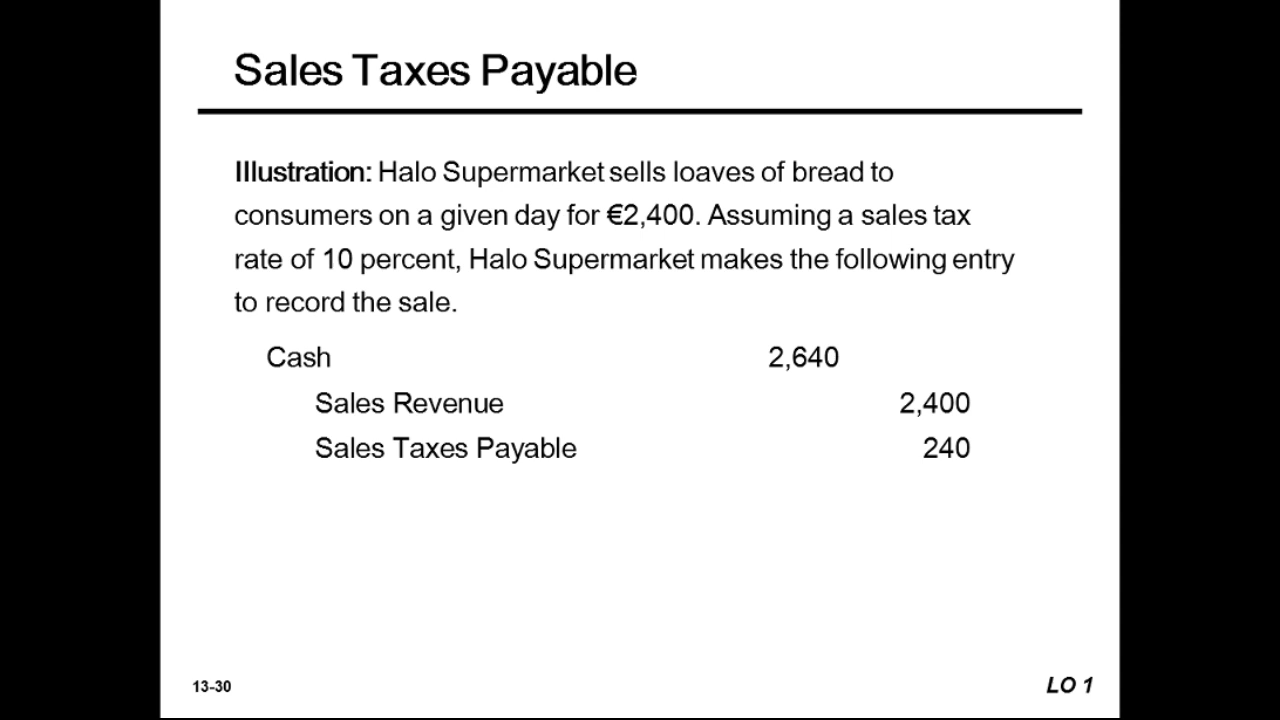 Sales Taxes Payable
Illustration: Halo Supermarket sells loaves of bread to
consumers on a given day for €2,400. Assuming a sales tax
rate of 10 percent, Halo Supermarket makes the following entry
to record the sale.
Cash 2,640
Sales Revenue 2,400
Sales Taxes Payable 240
13-30 LO 1